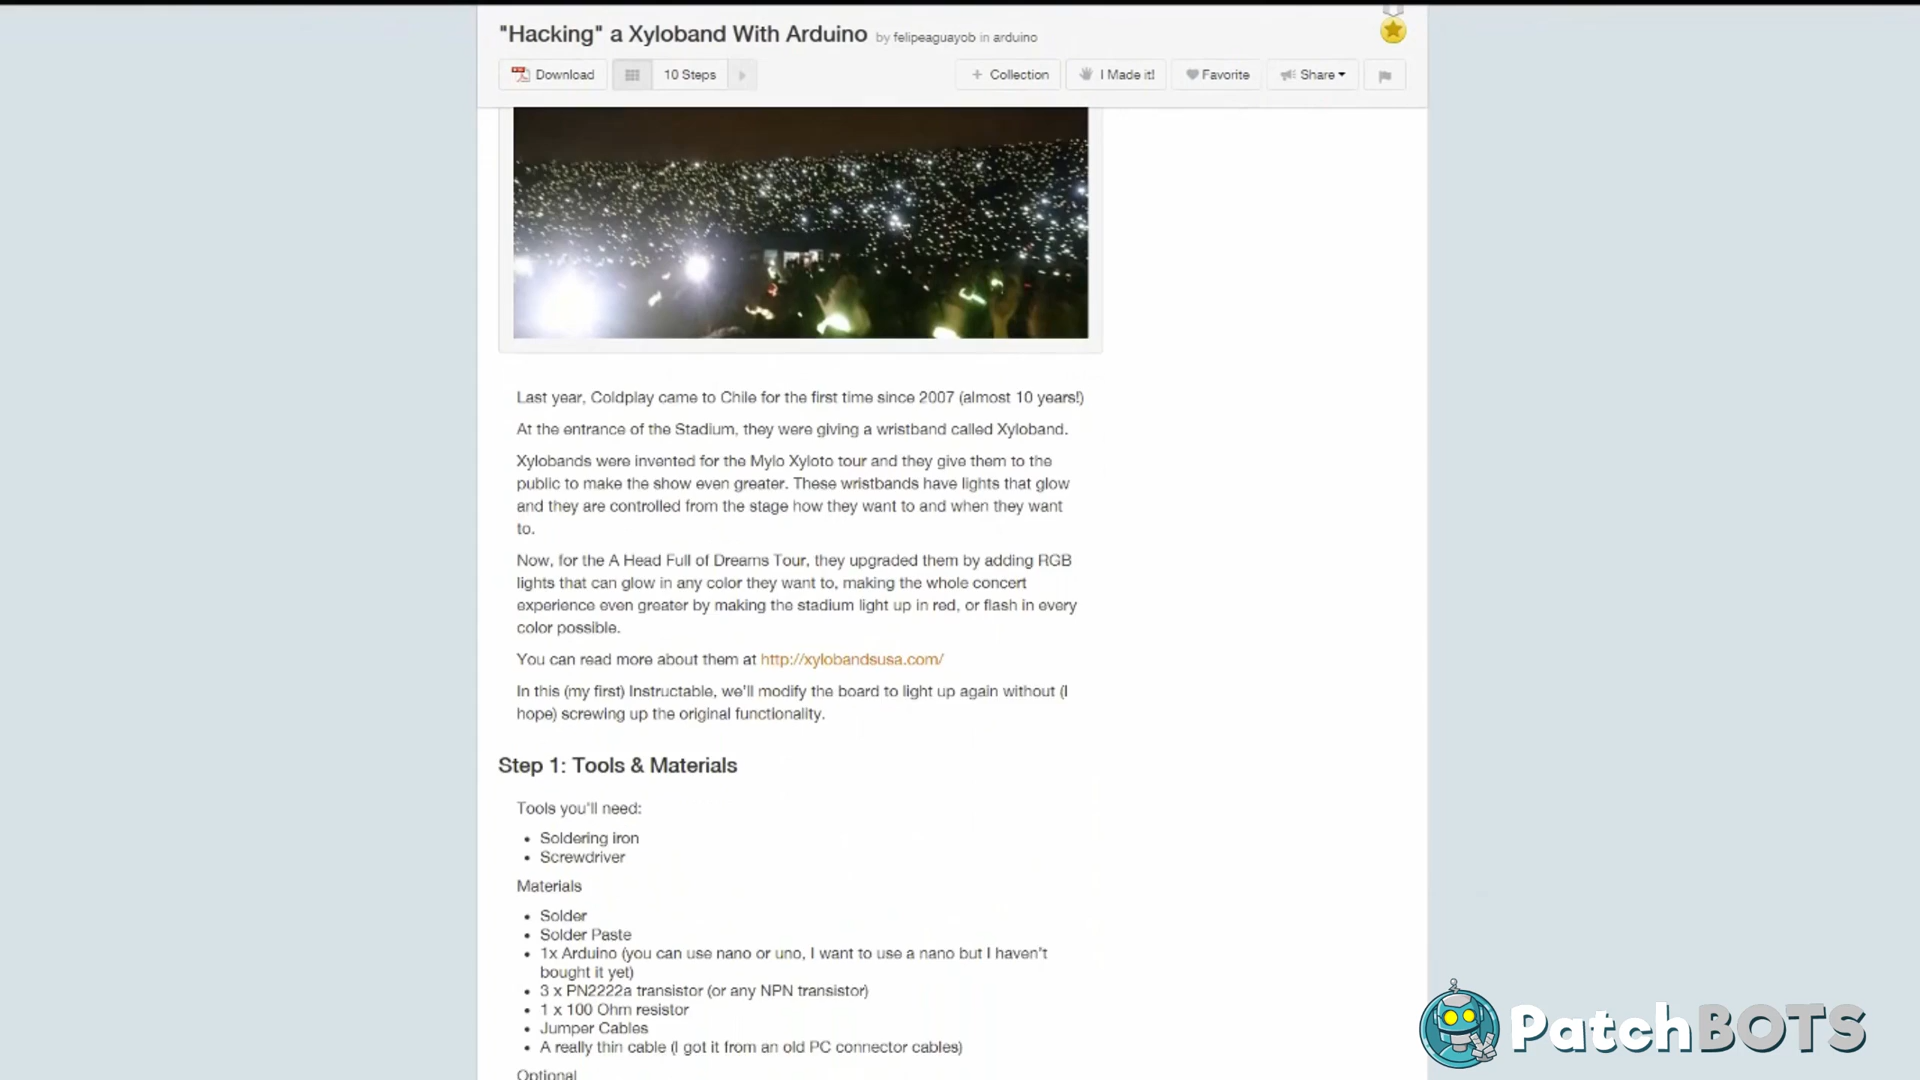 "Hacking" a Xyloband With Arduino by felipeaguayob in arduino
Download 10 Steps + Collection I Made it! Favorite Share
Last year, Coldplay came to Chile for the first time since 2007 (almost 10 years!)
At the entrance of the Stadium, they were giving a wristband called Xyloband.
Xylobands were invented for the Mylo Xyloto tour and they give them to the
public to make the show even greater. These wristbands have lights that glow
and they are controlled from the stage how they want to and when they want
to.
Now, for the A Head Full of Dreams Tour, they upgraded them by adding RGB
lights that can glow in any color they want to, making the whole concert
experience even greater by making the stadium light up in red, or flash in every
color possible.
You can read more about them at http://xylobandsusa.com/
In this (my first) Instructable, we'll modify the board to light up again without (I
hope) screwing up the original functionality.
Step 1: Tools & Materials
Tools you'll need:
• Soldering iron
• Screwdriver
Materials
• Solder
• Solder Paste
• 1x Arduino (you can use nano or uno, I want to use a nano but I haven't
bought it yet)
• 3 x PN2222a transistor (or any NPN transistor)
• 1 x 100 Ohm resistor
• Jumper Cables
• A really thin cable (I got it from an old PC connector cables)
Optional
PatchBOTS